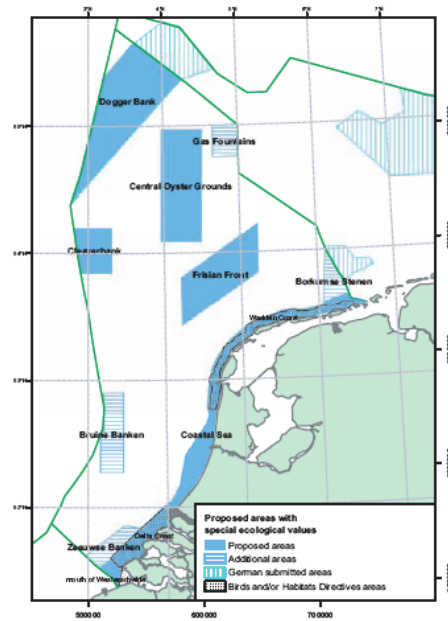 Dogger Bank
Gas Fountains
Central Oyster Grounds
Cleaverbank
Frisian Front
Borkumse Stenen
Wadden Coast
Bruine Banken
Coastal Sea
Delta Coast
Zeeuwse Banken
mouth of Westerschelde
Proposed areas with
special ecological values
Proposed areas
Additional areas
German submitted areas
Birds and/or Habitats Directives areas
500000 600000 700000